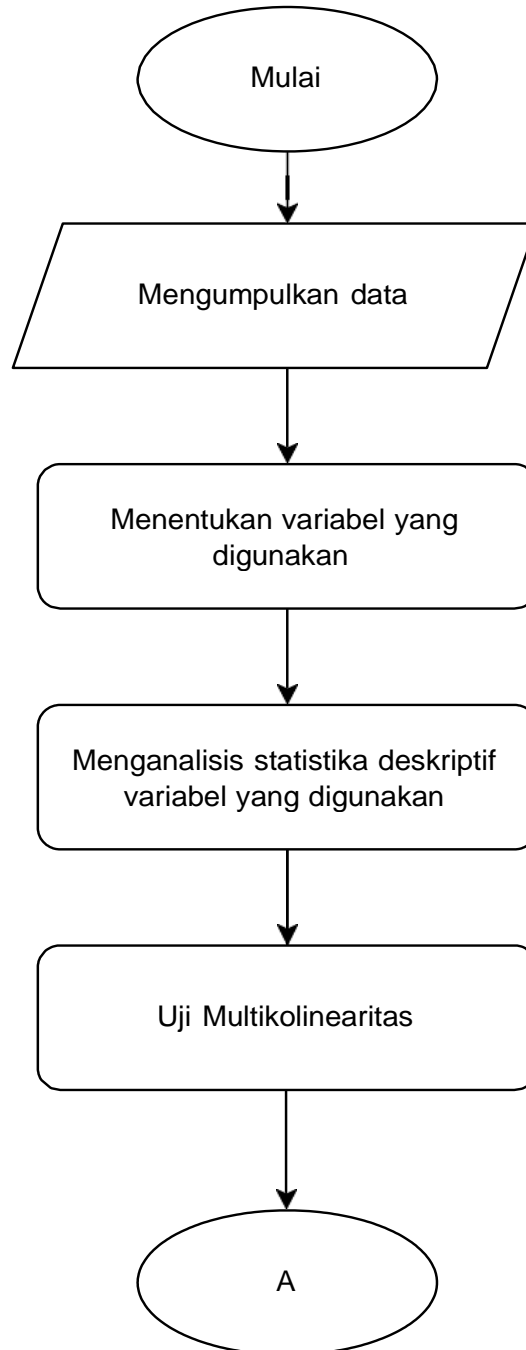 Mulai
Mengumpulkan data
Menentukan variabel yang
digunakan
Menganalisis statistika deskriptif
variabel yang digunakan
Uji Multikolinearitas
A